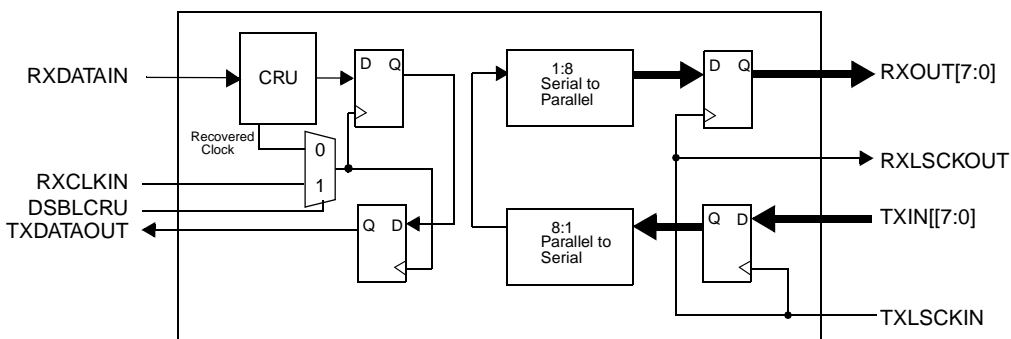 RXDATAIN
CRU
D Q
Recovered
Clock
0
1
RXCLKIN
DSBLCRU
TXDATAOUT
Q D
1:8
Serial to
Parallel
D Q
RXOUT[7:0]
RXLSCKOUT
8:1
Parallel to
Serial
Q D
TXIN[[7:0]
TXLSCKIN